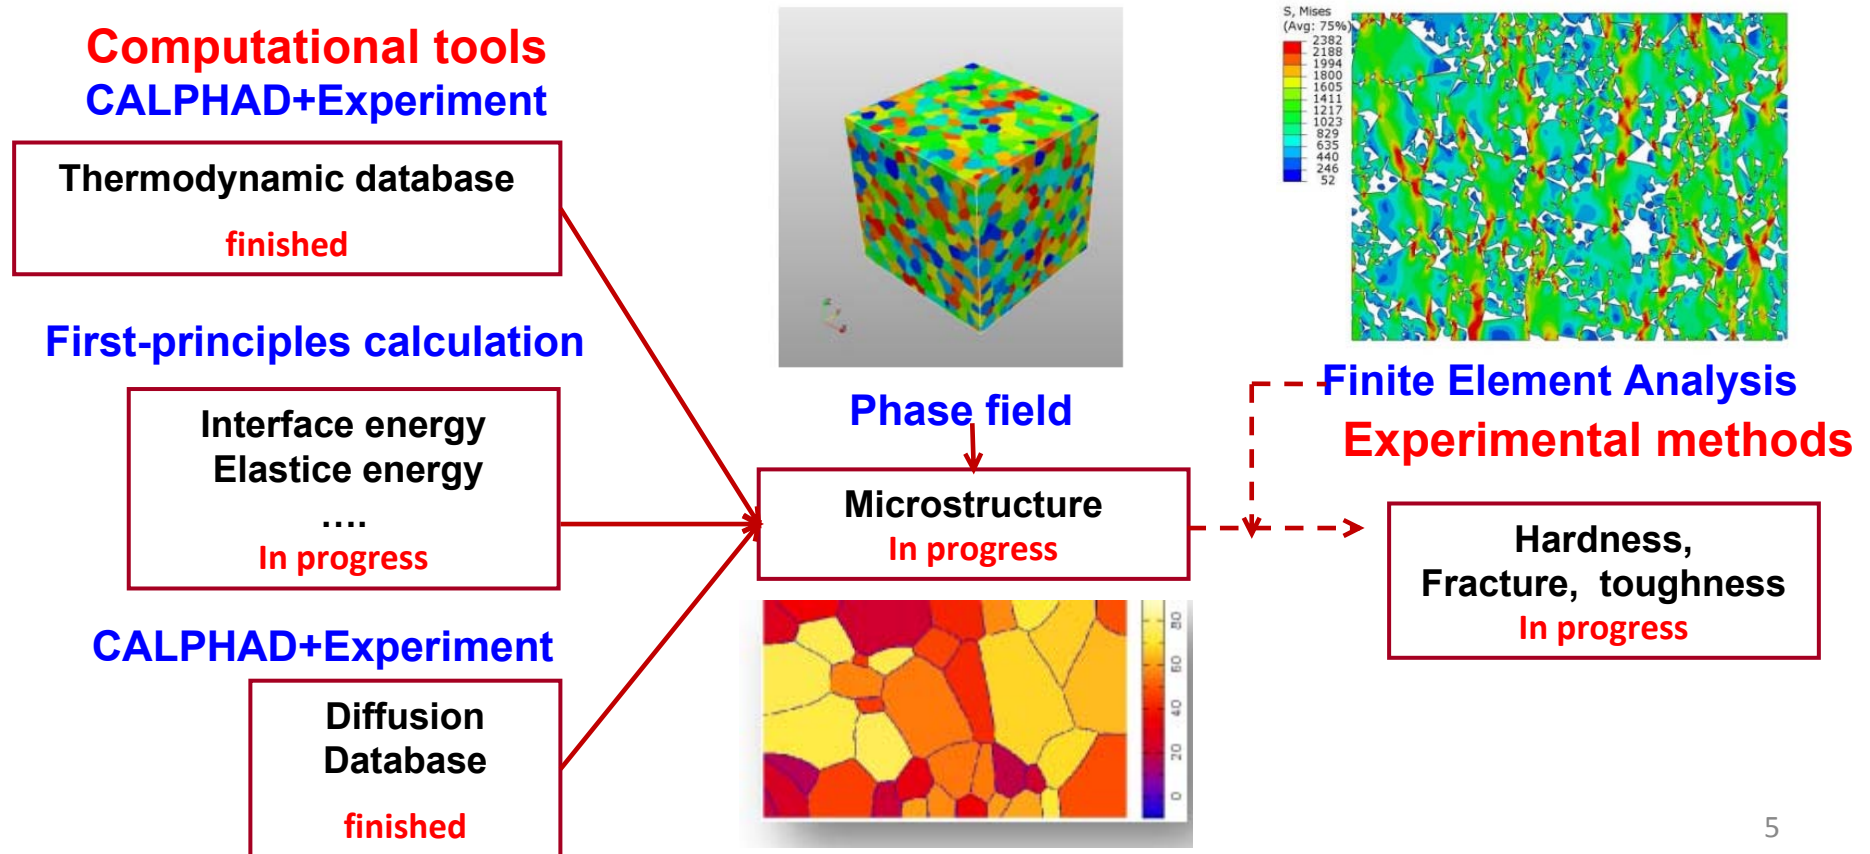 Computational tools
CALPHAD+Experiment
Thermodynamic database
finished
First-principles calculation
Interface energy
Elastice energy
....
In progress
CALPHAD+Experiment
Diffusion
Database
finished
Phase field
Microstructure
In progress
80
60
40
20
0
S, Mises
(Avg: 75%)
2382
2188
1994
1800
1605
1411
1217
1023
829
635
440
246
52
Finite Element Analysis
Experimental methods
Hardness,
Fracture, toughness
In progress
5